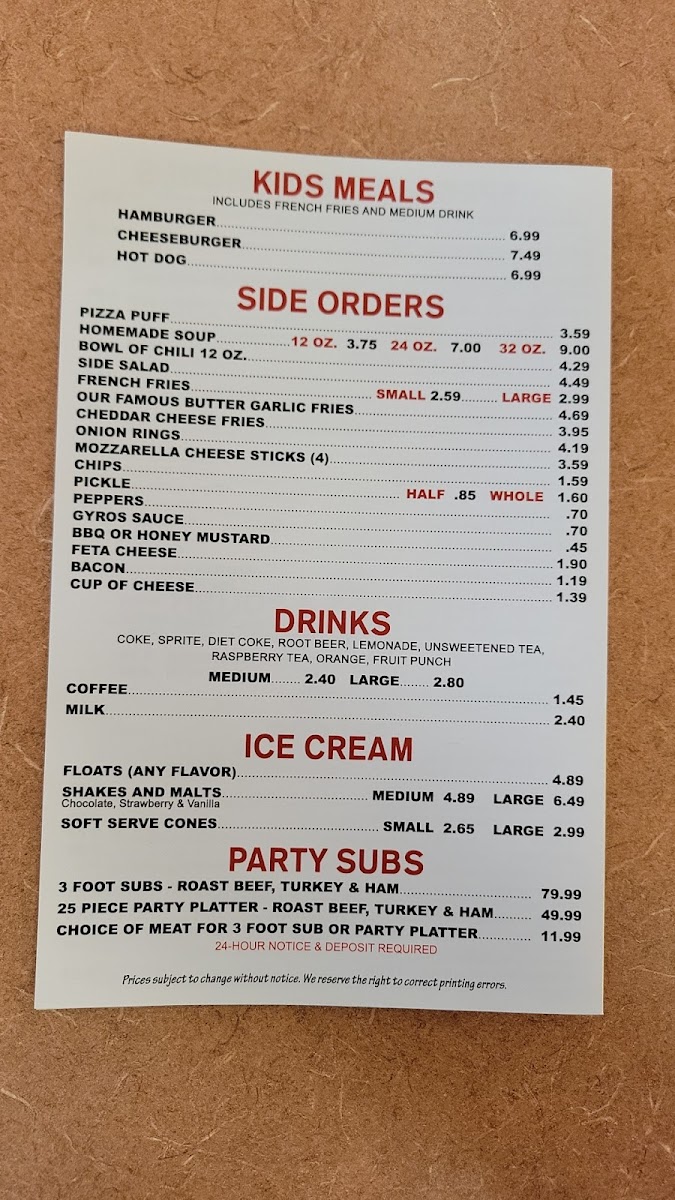 KIDS MEALS
INCLUDES FRENCH FRIES AND MEDIUM DRINK
HAMBURGER 6.99
CHEESEBURGER 7.49
HOT DOG 6.99
SIDE ORDERS
PIZZA PUFF 3.59
HOMEMADE SOUP 12 OZ. 3.75 24 OZ. 7.00 32 OZ. 9.00
BOWL OF CHILI 12 OZ. 4.29
SIDE SALAD 4.49
FRENCH FRIES SMALL 2.59 LARGE 2.99
OUR FAMOUS BUTTER GARLIC FRIES 4.69
CHEDDAR CHEESE FRIES 3.95
ONION RINGS 4.19
MOZZARELLA CHEESE STICKS (4) 3.59
CHIPS 1.59
PICKLE HALF .85 WHOLE 1.60
PEPPERS .70
GYROS SAUCE .70
BBQ OR HONEY MUSTARD .45
FETA CHEESE 1.90
BACON 1.19
CUP OF CHEESE 1.39
DRINKS
COKE, SPRITE, DIET COKE, ROOT BEER, LEMONADE, UNSWEETENED TEA,
RASPBERRY TEA, ORANGE, FRUIT PUNCH
MEDIUM........ 2.40 LARGE........ 2.80
COFFEE 1.45
MILK 2.40
ICE CREAM
FLOATS (ANY FLAVOR) 4.89
SHAKES AND MALTS MEDIUM 4.89 LARGE 6.49
Chocolate, Strawberry & Vanilla
SOFT SERVE CONES SMALL 2.65 LARGE 2.99
PARTY SUBS
3 FOOT SUBS - ROAST BEEF, TURKEY & HAM 79.99
25 PIECE PARTY PLATTER - ROAST BEEF, TURKEY & HAM 49.99
CHOICE OF MEAT FOR 3 FOOT SUB OR PARTY PLATTER 11.99
24-HOUR NOTICE & DEPOSIT REQUIRED
Prices subject to change without notice. We reserve the right to correct printing errors.